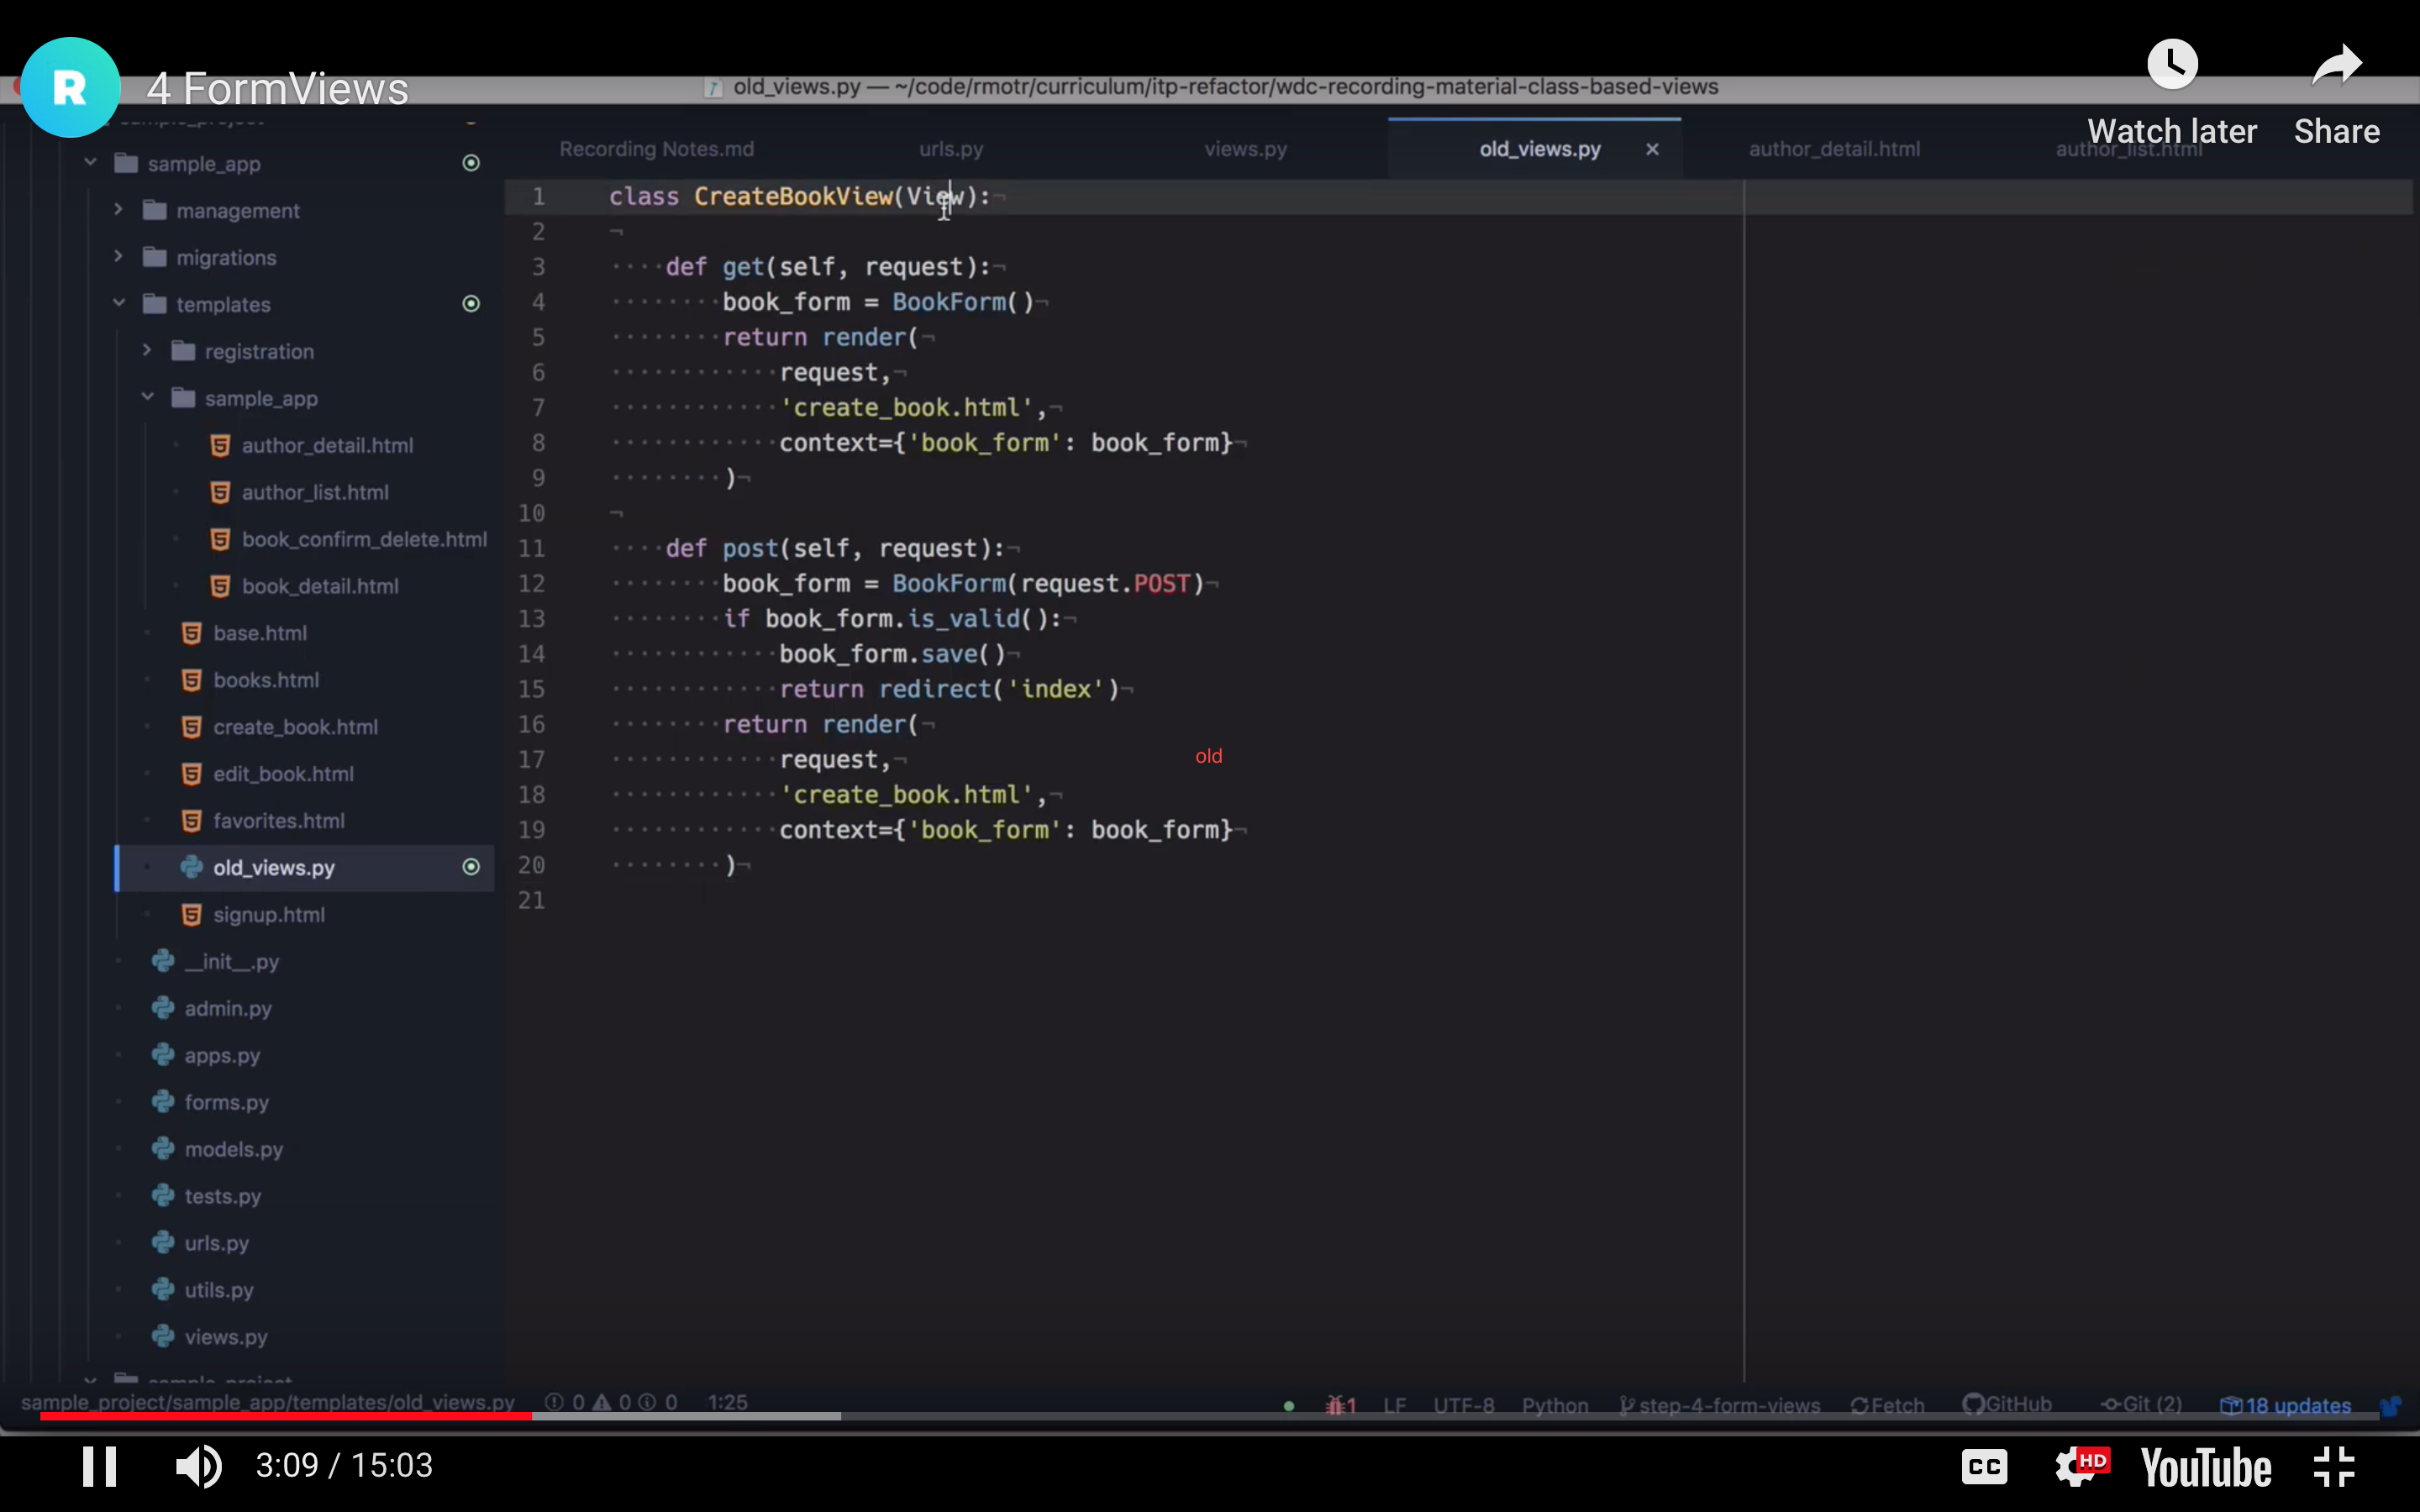 R
4 FormViews
Watch later
Share
old_views.py — ~/code/rmotr/curriculum/itp-refactor/wdc-recording-material-class-based-views
sample_project
sample_app
management
migrations
templates
registration
sample_app
author_detail.html
author_list.html
book_confirm_delete.html
book_detail.html
base.html
books.html
create_book.html
edit_book.html
favorites.html
old_views.py
signup.html
__init__.py
admin.py
apps.py
forms.py
models.py
tests.py
urls.py
utils.py
views.py
sample_project
Recording Notes.md
urls.py
views.py
old_views.py
author_detail.html
author_list.html
1 class CreateBookView(View):
2
3 def get(self, request):
4 book_form = BookForm()
5 return render(
6 request,
7 'create_book.html',
8 context={'book_form': book_form}
9 )
10
11 def post(self, request):
12 book_form = BookForm(request.POST)
13 if book_form.is_valid():
14 book_form.save()
15 return redirect('index')
16 return render(
17 request,
18 'create_book.html',
19 context={'book_form': book_form}
20 )
21
old
sample_project/sample_app/templates/old_views.py 0 0 0 1:25
1 LF UTF-8 Python step-4-form-views Fetch GitHub Git (2) 18 updates
3:09 / 15:03
CC HD YouTube